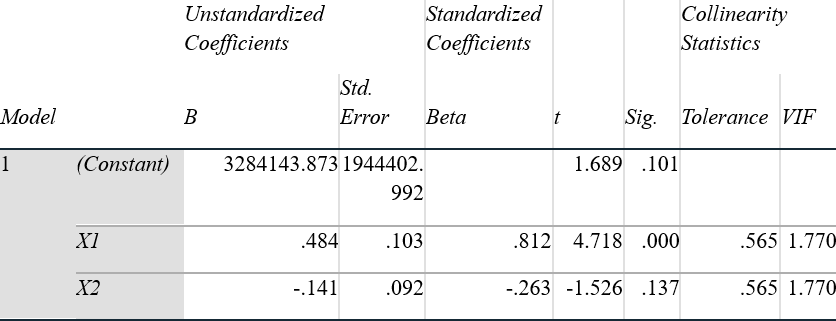 Unstandardized Standardized Collinearity
Coefficients Coefficients Statistics
Std.
Model B Error Beta t Sig. Tolerance VIF
1 (Constant) 3284143.873 1944402. 1.689 .101
992
X1 .484 .103 .812 4.718 .000 .565 1.770
X2 -.141 .092 -.263 -1.526 .137 .565 1.770